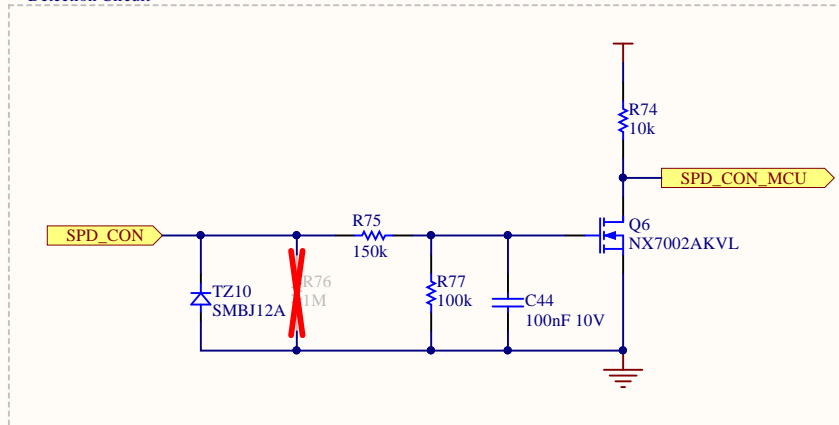 R74
10k
SPD_CON_MCU
Q6
NX7002AKVL
SPD_CON
R75
150k
TZ10
SMBJ12A
R76
1M
R77
100k
C44
100nF 10V